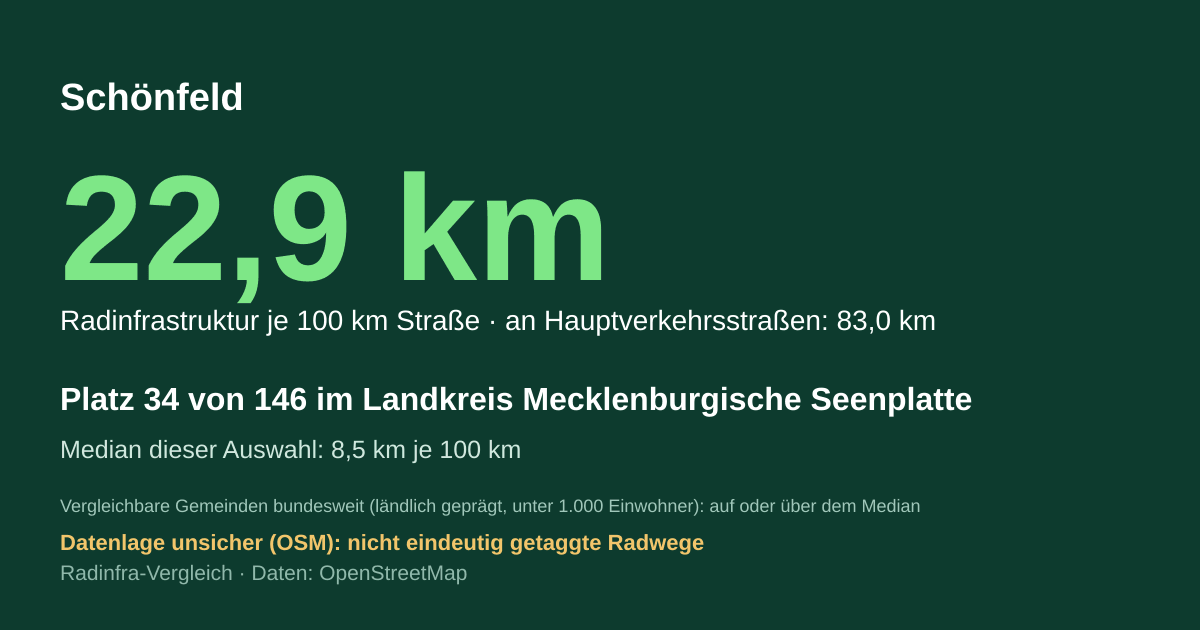 Schönfeld
22,9 km
Radinfrastruktur je 100 km Straße · an Hauptverkehrsstraßen: 83,0 km
Platz 34 von 146 im Landkreis Mecklenburgische Seenplatte
Median dieser Auswahl: 8,5 km je 100 km
Vergleichbare Gemeinden bundesweit (ländlich geprägt, unter 1.000 Einwohner): auf oder über dem Median
Datenlage unsicher (OSM): nicht eindeutig getaggte Radwege
Radinfra-Vergleich · Daten: OpenStreetMap